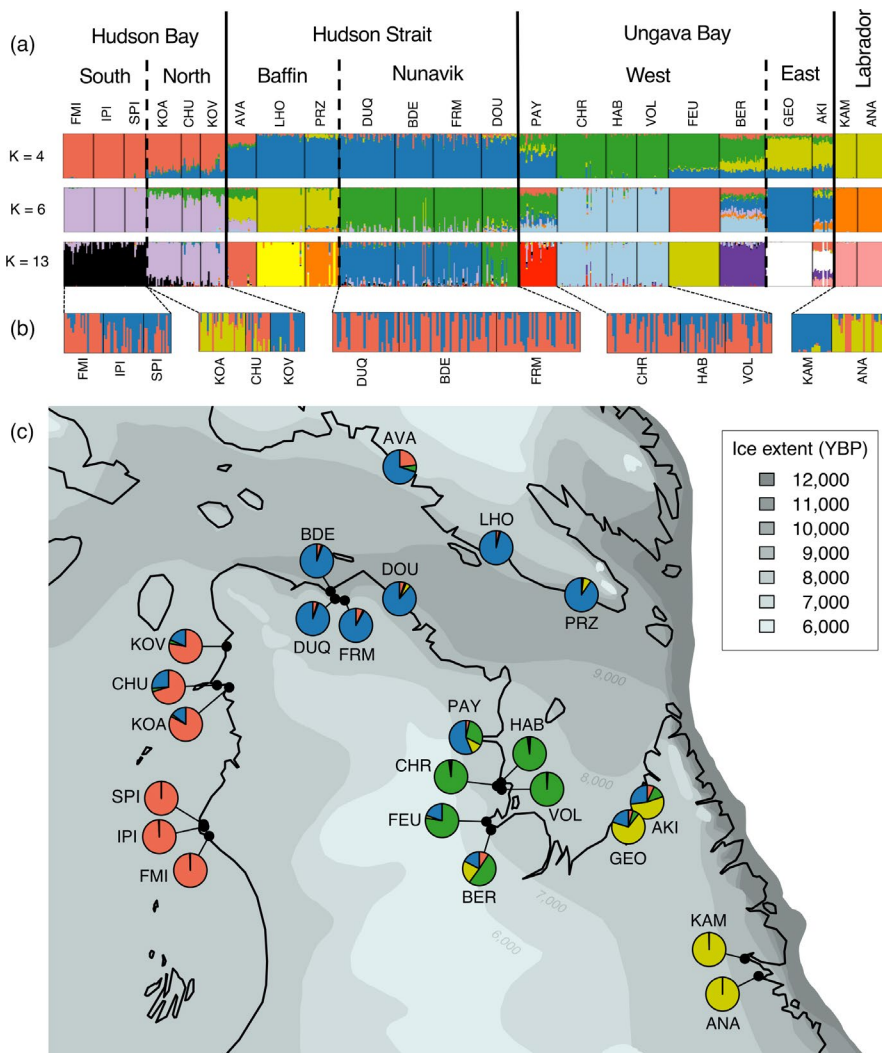 (a)
Hudson Bay
Hudson Strait
Ungava Bay
Labrador
South
North
Baffin
Nunavik
West
East
FMI
IPI
SPI
KOA
CHU
KOV
AVA
LHO
PRZ
DUQ
BDE
FRM
DOU
PAY
CHR
HAB
VOL
FEU
BER
GEO
AKI
KAM
ANA
K = 4
K = 6
K = 13
(b)
FMI
IPI
SPI
KOA
CHU
KOV
DUQ
BDE
FRM
CHR
HAB
VOL
KAM
ANA
(c)
AVA
Ice extent (YBP)
12,000
11,000
10,000
9,000
8,000
7,000
6,000
LHO
BDE
DOU
PRZ
DUQ
FRM
KOV
9,000
CHU
PAY
HAB
KOA
CHR
8,000
SPI
VOL
FEU
AKI
IPI
GEO
FMI
BER
7,000
KAM
6,000
ANA